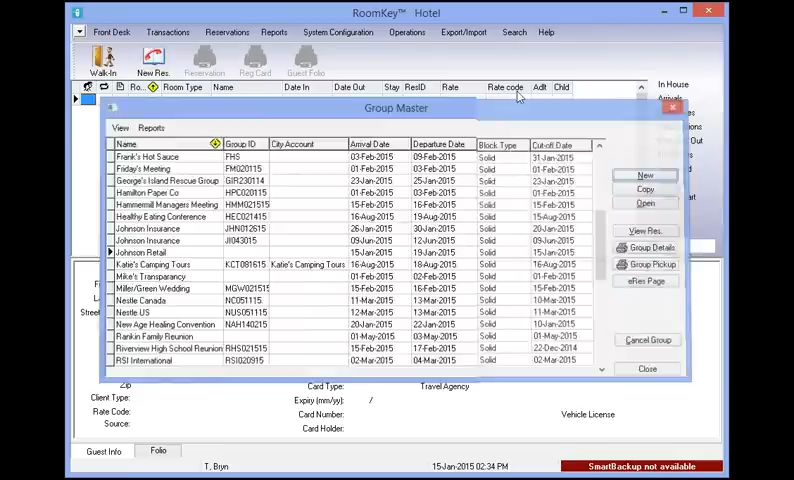 RoomKey™ Hotel
Front Desk Transactions Reservations Reports System Configuration Operations Export/Import Search Help
Walk-In New Res. Reservation Reg Card Guest Folio
Ro... Room Type Name Date In Date Out Stay ResID Rate Rate code Adlt Chld
In House
Group Master
View Reports
Name Group ID City Account Arrival Date Departure Date Block Type Cut-off Date
Frank's Hot Sauce FHS 03-Feb-2015 09-Feb-2015 Solid 31-Jan-2015
Friday's Meeting FM020115 01-Feb-2015 03-Feb-2015 Solid 01-Feb-2015
George's Island Rescue Group GIR230114 23-Jan-2015 25-Jan-2015 Solid 23-Jan-2015
Hamilton Paper Co HPC020115 01-Feb-2015 03-Feb-2015 Solid 01-Feb-2015
Hammermill Managers Meeting HMM021515 15-Feb-2015 16-Feb-2015 Solid 15-Feb-2015
Healthy Eating Conference HEC021415 16-Aug-2015 19-Aug-2015 Solid 15-Aug-2015
Johnson Insurance JHN012615 26-Jan-2015 30-Jan-2015 Solid 26-Jan-2015
Johnson Insurance JI043015 09-Jun-2015 12-Jun-2015 Solid 09-Jun-2015
Johnson Retail 15-Jan-2015 19-Jan-2015 Solid 15-Jan-2015
Katie's Camping Tours KCT081615 Katie's Camping Tours 16-Aug-2015 18-Aug-2015 Solid 16-Aug-2015
Mike's Transparency 01-Feb-2015 02-Feb-2015 Solid 01-Feb-2015
Miller/Green Wedding MGW021515 15-Feb-2015 16-Feb-2015 Solid 15-Feb-2015
Nestle Canada NC051115 11-Mar-2015 13-Mar-2015 Solid 10-Mar-2015
Nestle US NUS051115 12-Mar-2015 13-Mar-2015 Solid 11-Mar-2015
New Age Healing Convention NAH140215 20-Jan-2015 22-Jan-2015 Solid 10-Jan-2015
Rankin Family Reunion 01-May-2015 03-May-2015 Solid 01-May-2015
Riverview High School Reunion RHS021515 15-Feb-2015 17-Feb-2015 Solid 22-Dec-2014
RSI International RSI020915 02-Mar-2015 04-Mar-2015 Solid 02-Mar-2015
New
Copy
Open
View Res.
Group Details
Group Pickup
eRes Page
Cancel Group
Close
Zip
Client Type:
Rate Code:
Source:
Card Type:
Expiry (mm/yy): /
Card Number:
Card Holder:
Travel Agency
Vehicle License
Guest Info Folio
T, Bryn 15-Jan-2015 02:34 PM SmartBackup not available